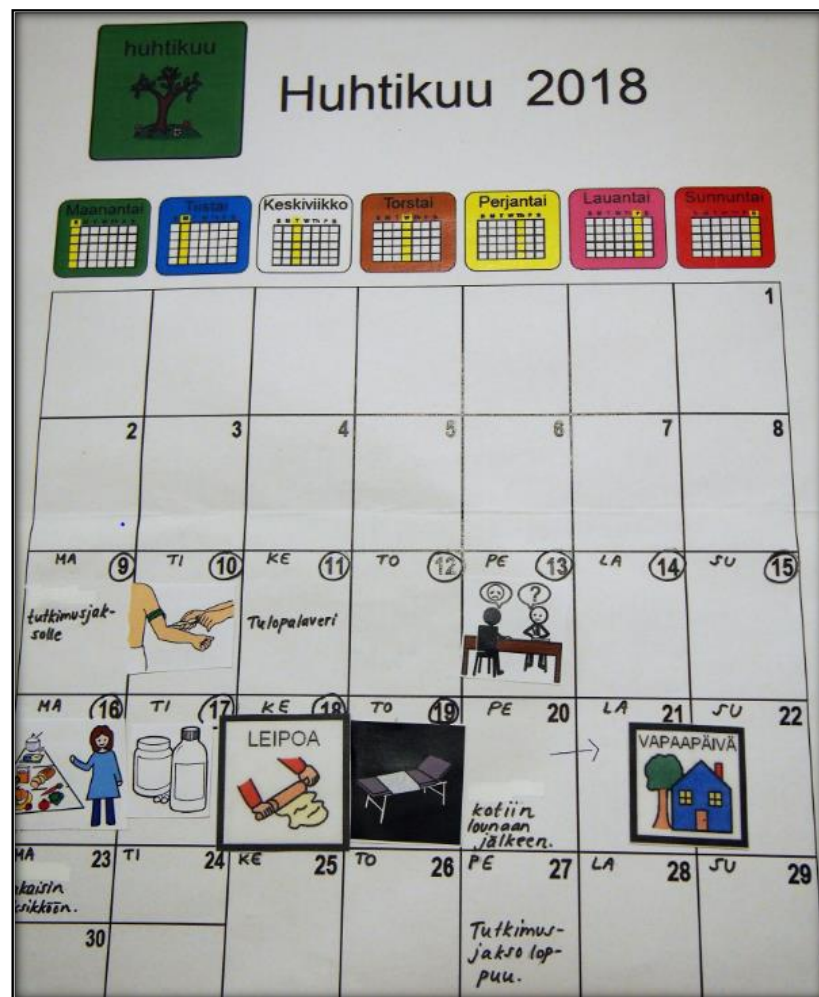 huhtikuu
Huhtikuu 2018
Maanantai Tiistai Keskiviikko Torstai Perjantai Lauantai Sunnuntai
1
2 3 4 5 6 7 8
MA 9 TI 10 KE 11 TO 12 PE 13 LA 14 SU 15
tutkimusjak-
solle
Tulopalaveri
?
MA 16 TI 17 KE 18 TO 19 PE 20 LA 21 SU 22
LEIPOA
VAPAAPÄIVÄ
kotiin
lounaan
jälkeen.
MA 23 TI 24 KE 25 TO 26 PE 27 LA 28 SU 29
30
Tutkimus-
jakso lop-
puu.